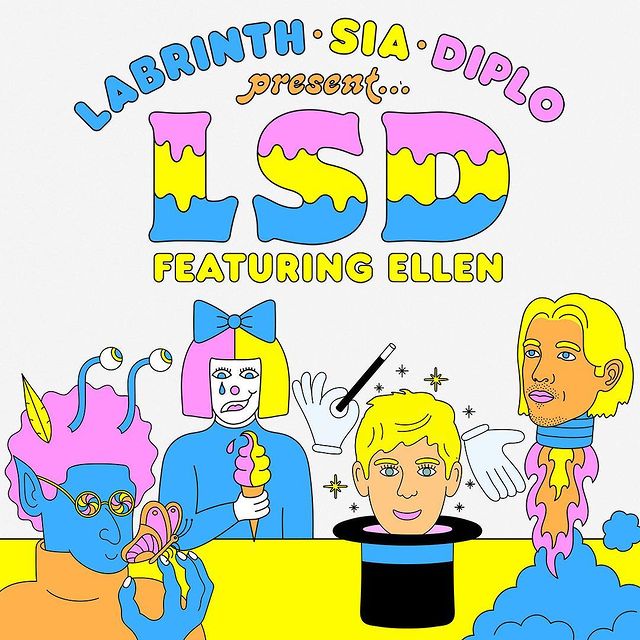 LABRINTH · SIA · DIPLO
present...
LSD
FEATURING ELLEN